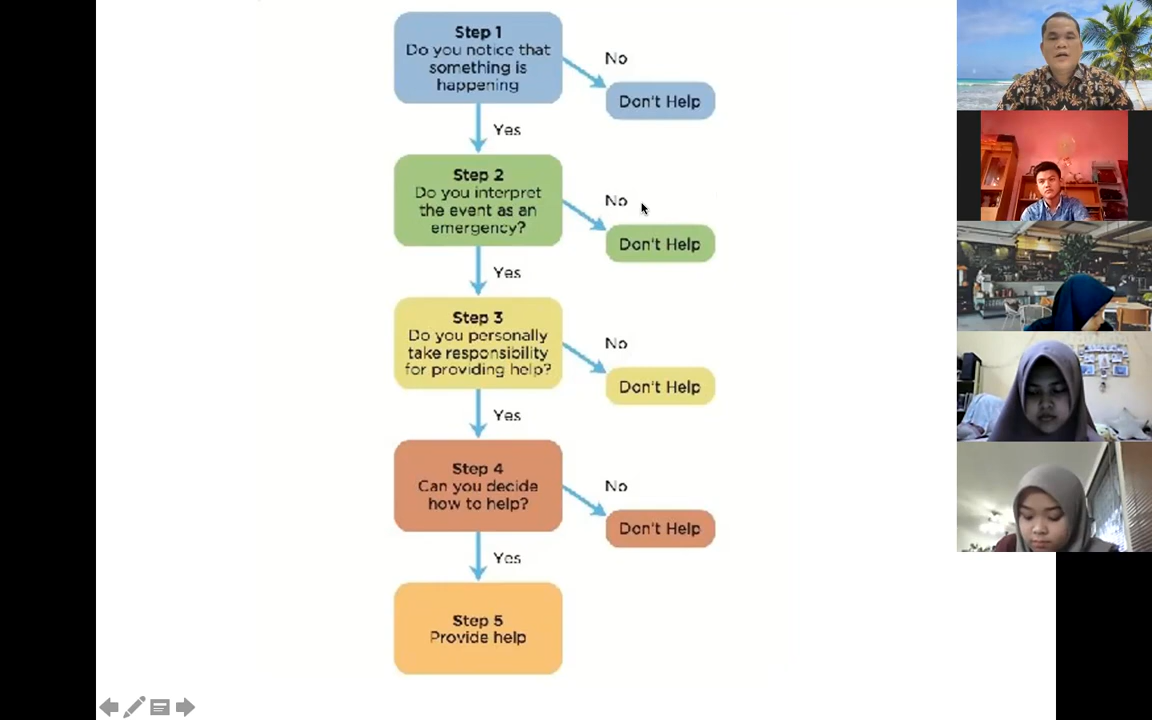 Step 1
Do you notice that
something is
happening
No
Don't Help
Yes
Step 2
Do you interpret
the event as an
emergency?
No
Don't Help
Yes
Step 3
Do you personally
take responsibility
for providing help?
No
Don't Help
Yes
Step 4
Can you decide
how to help?
No
Don't Help
Yes
Step 5
Provide help